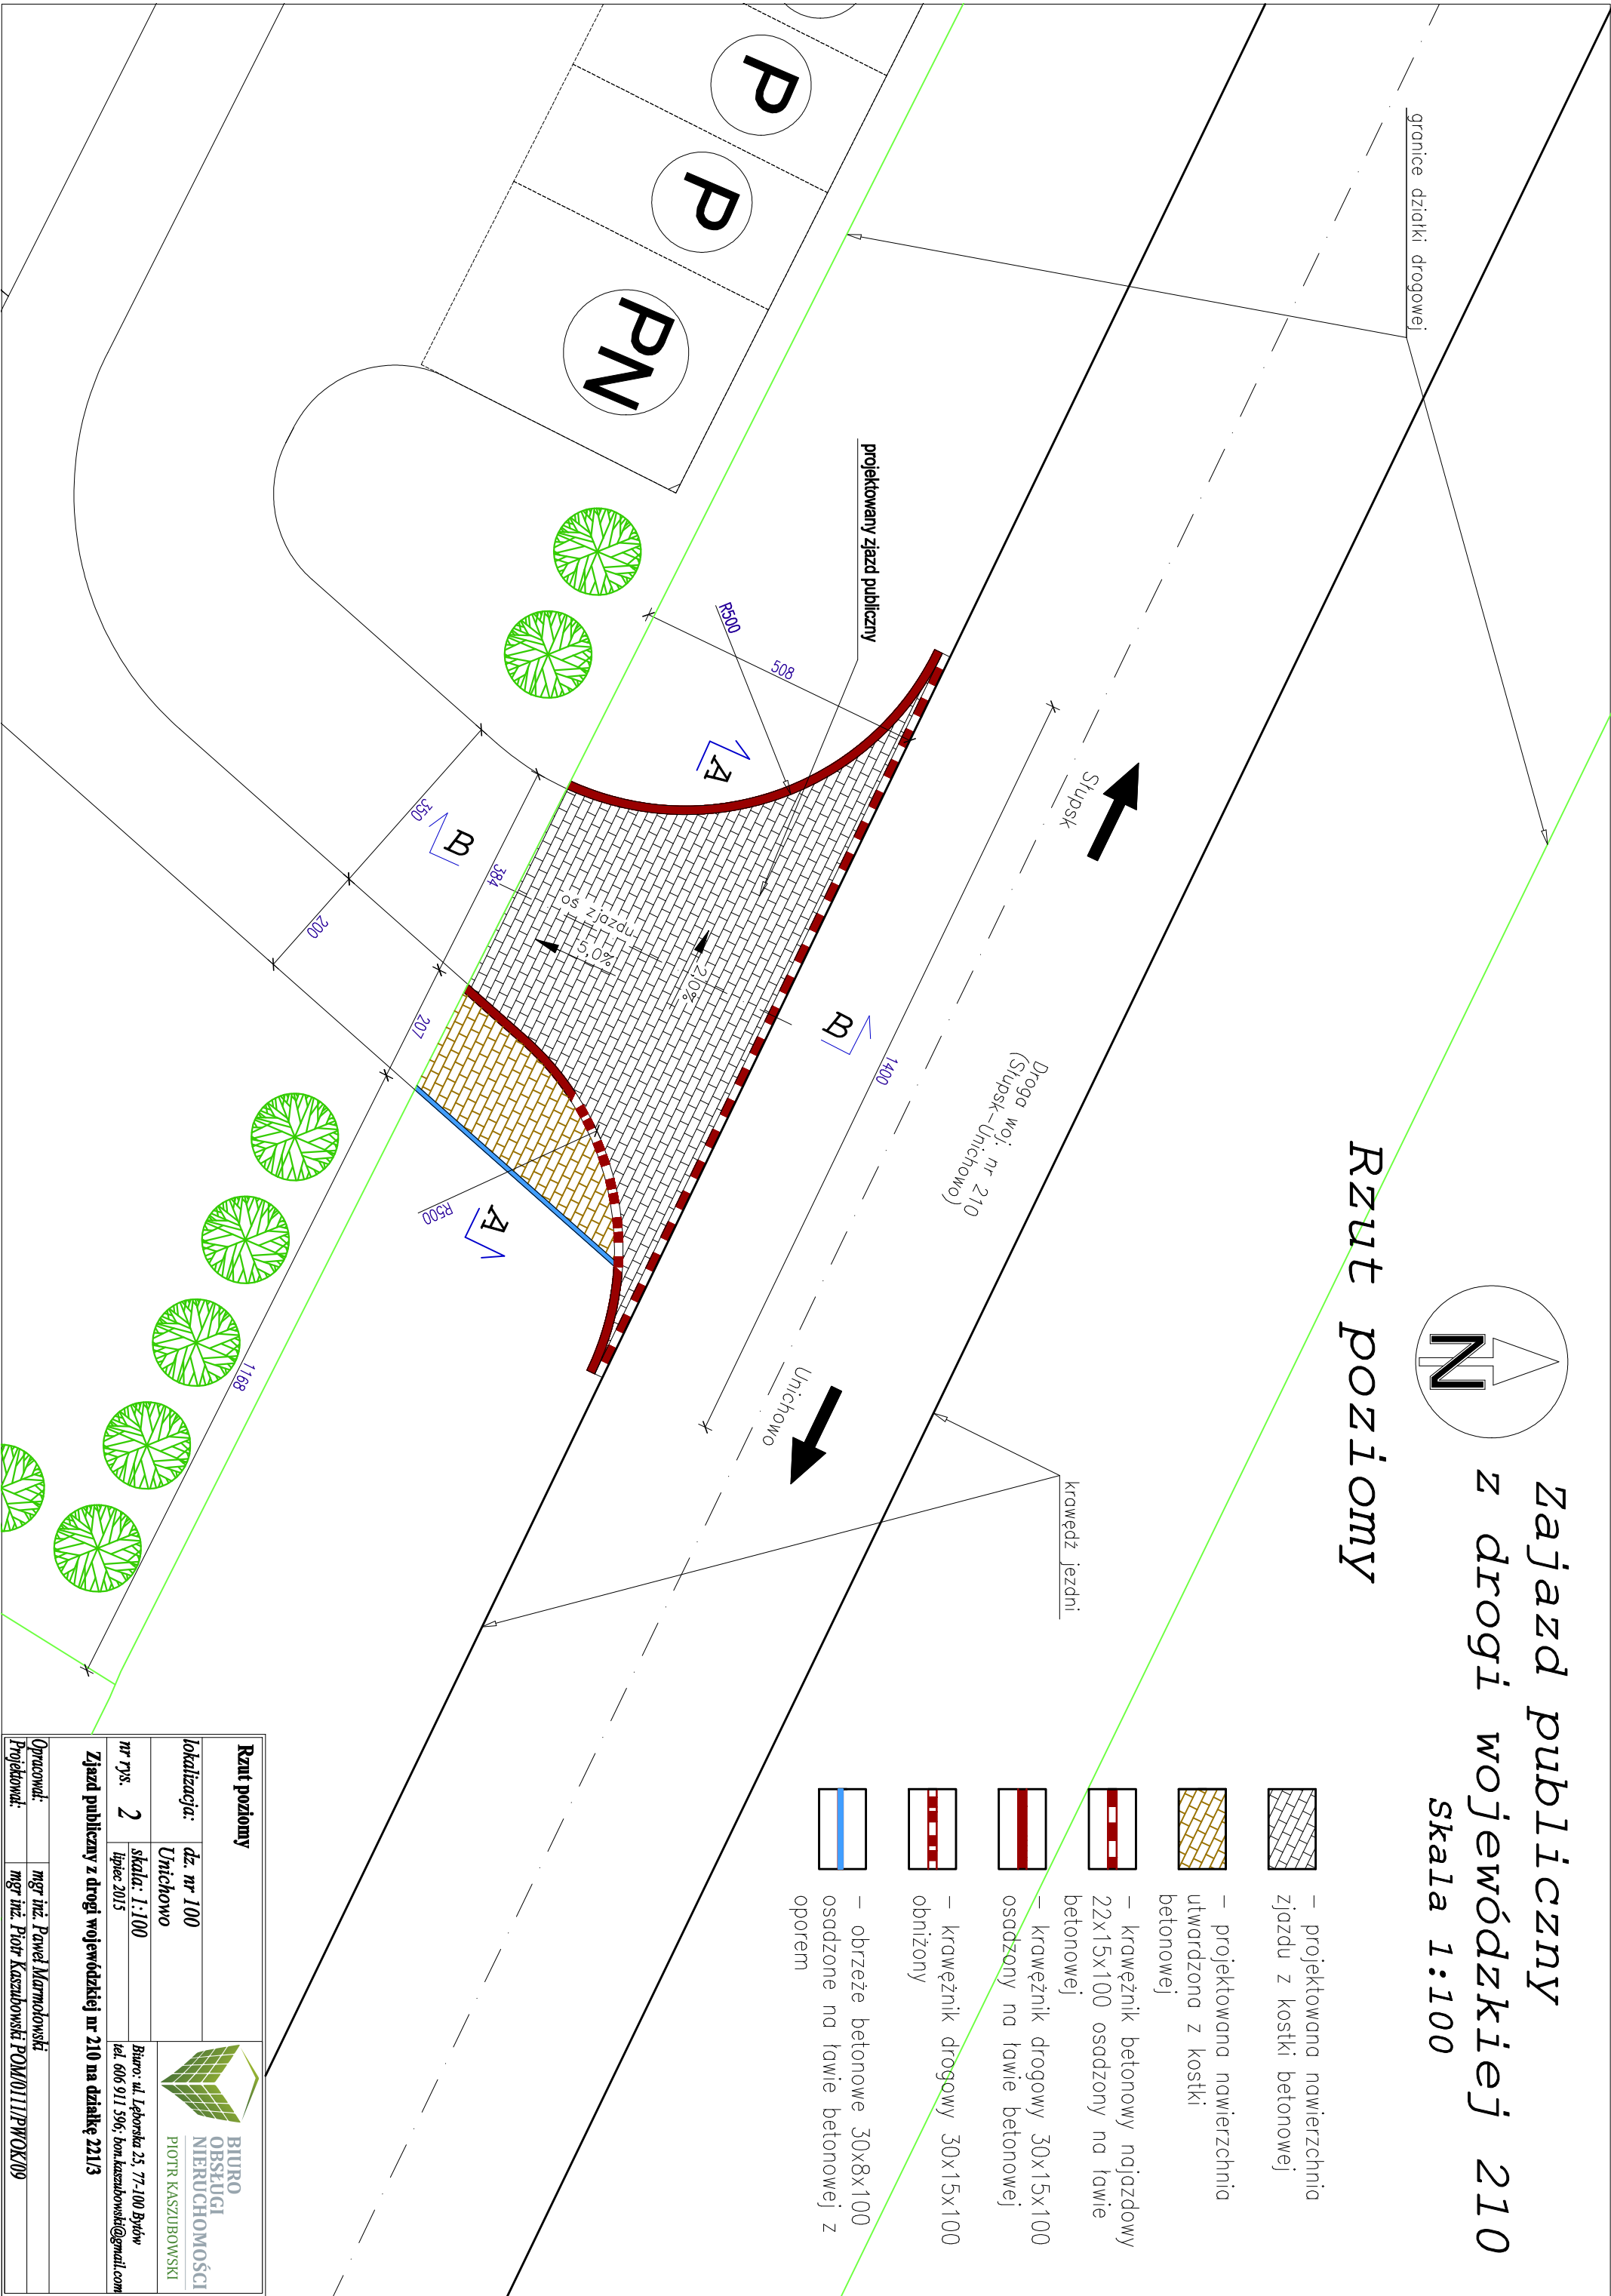 Zajazd publiczny
z drogi wojewódzkiej 210
Skala 1:100
N
Rzut poziomy
granice działki drogowej
P
P
PN
projektowany zjazd publiczny
R500
508
Słupsk
Droga woj. nr 210
(Słupsk-Unichowo)
1400
Unichowo
krawędź jezdni
A
B
B
A
oś zjazdu
5,0%
2,0%
350
384
200
207
R500
1168
– projektowana nawierzchnia
zjazdu z kostki betonowej
– projektowana nawierzchnia
utwardzona z kostki
betonowej
– krawężnik betonowy najazdowy
22x15x100 osadzony na ławie
betonowej
– krawężnik drogowy 30x15x100
osadzony na ławie betonowej
– krawężnik drogowy 30x15x100
obniżony
– obrzeże betonowe 30x8x100
osadzone na ławie betonowej z
oporem
Rzut poziomy
lokalizacja: dz. nr 100
Unichowo
nr rys. 2
skala: 1:100
lipiec 2015
BIURO
OBSŁUGI
NIERUCHOMOŚCI
PIOTR KASZUBOWSKI
Biuro: ul. Lęborska 25, 77-100 Bytów
tel. 606 911 596; bon.kaszubowski@gmail.com
Zjazd publiczny z drogi wojewódzkiej nr 210 na działkę 221/3
Opracował: mgr inż. Paweł Marmołowski
Projektował: mgr inż. Piotr Kaszubowski POM/0111/PWOK/09